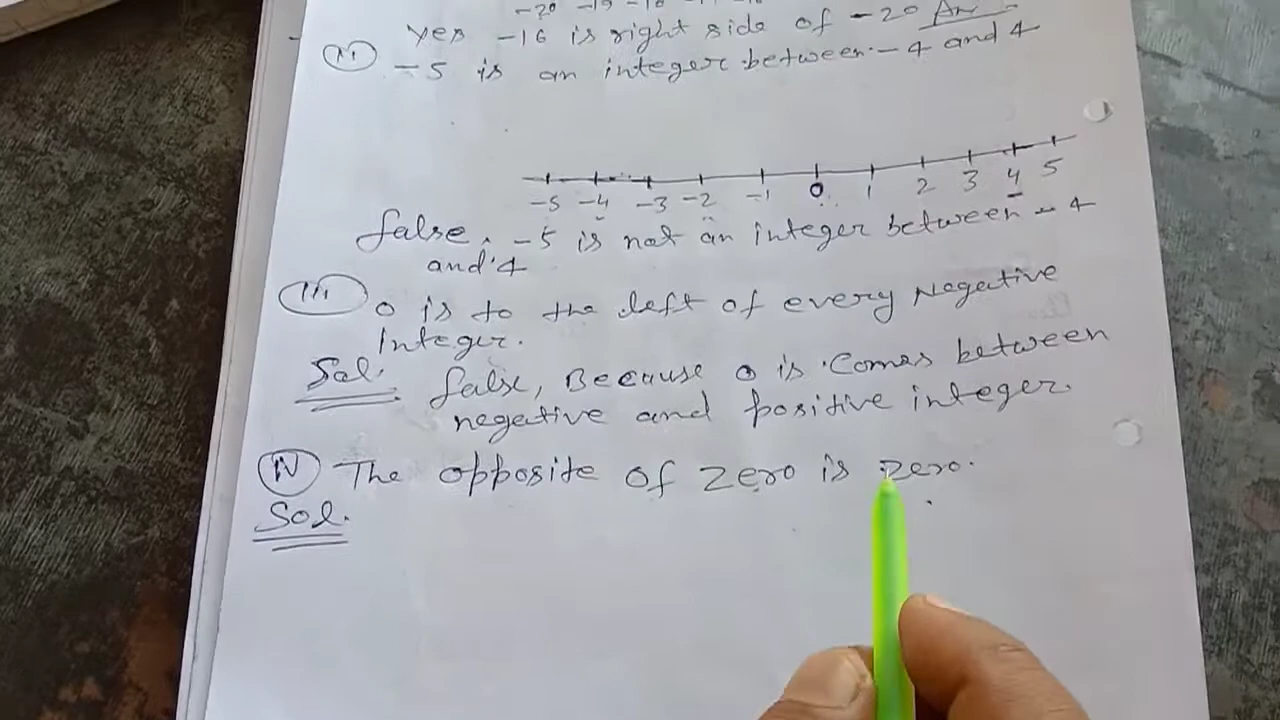 -20 -19 -18
Yes -16 is right side of -20 Ans
(ii) -5 is an integer between -4 and 4
-5 -4 -3 -2 -1 0 1 2 3 4 5
false. -5 is not an integer between -4
and 4
(iii) 0 is to the left of every Negative
Integer.
Sol. false, Because 0 is comes between
negative and positive integer.
(iv) The opposite of zero is zero.
Sol.